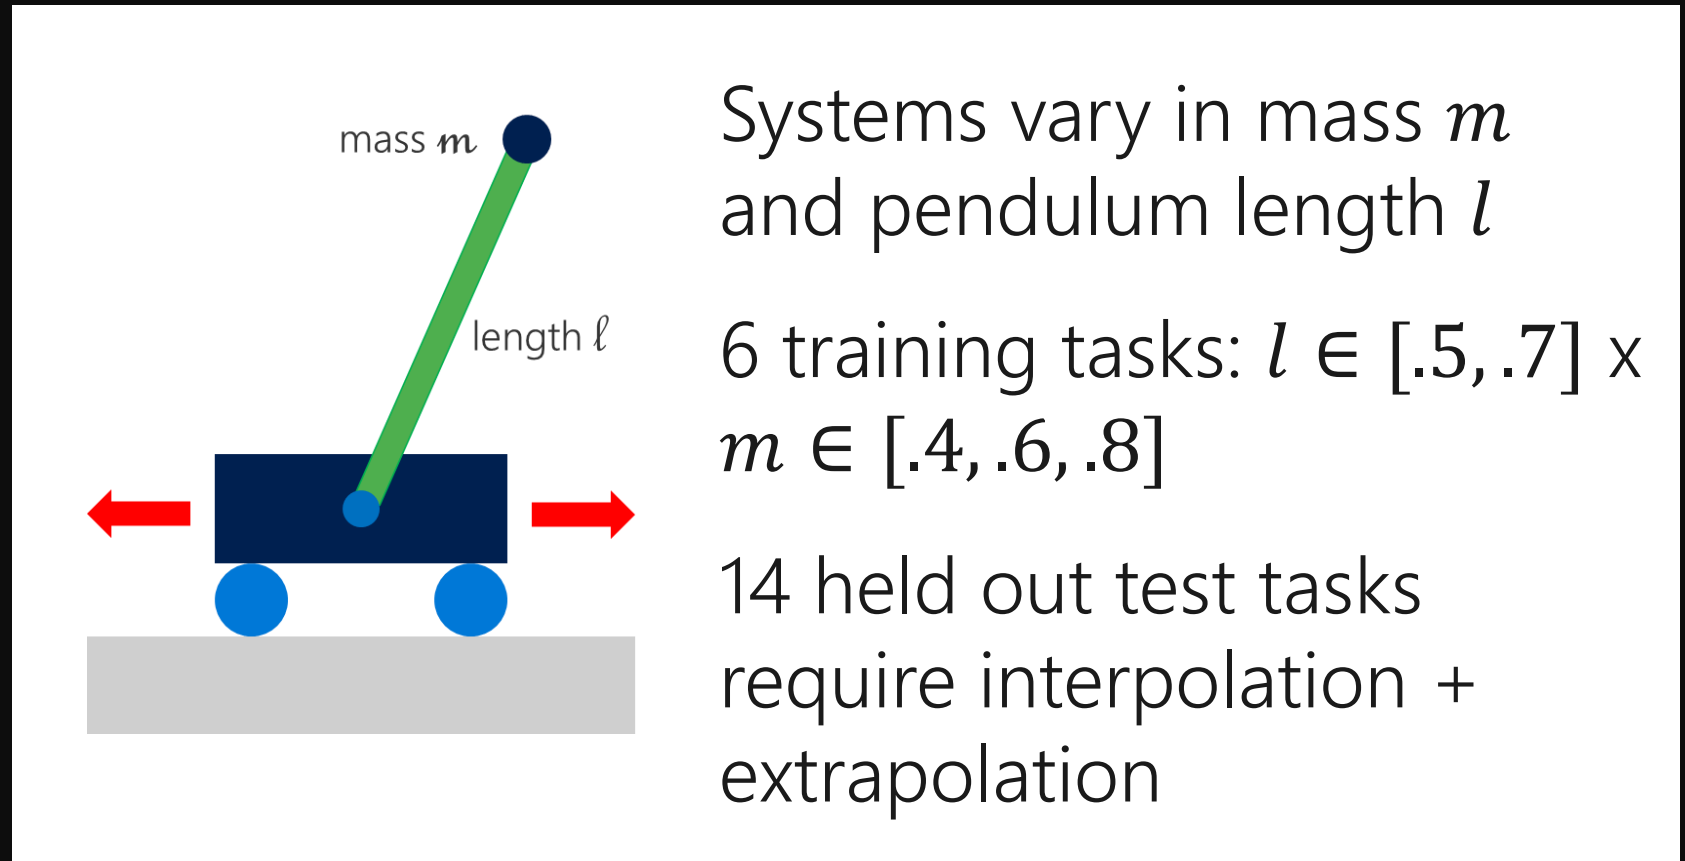 mass m
length ℓ
Systems vary in mass m
and pendulum length l
6 training tasks: l ∈ [.5, .7] x
m ∈ [.4, .6, .8]
14 held out test tasks
require interpolation +
extrapolation